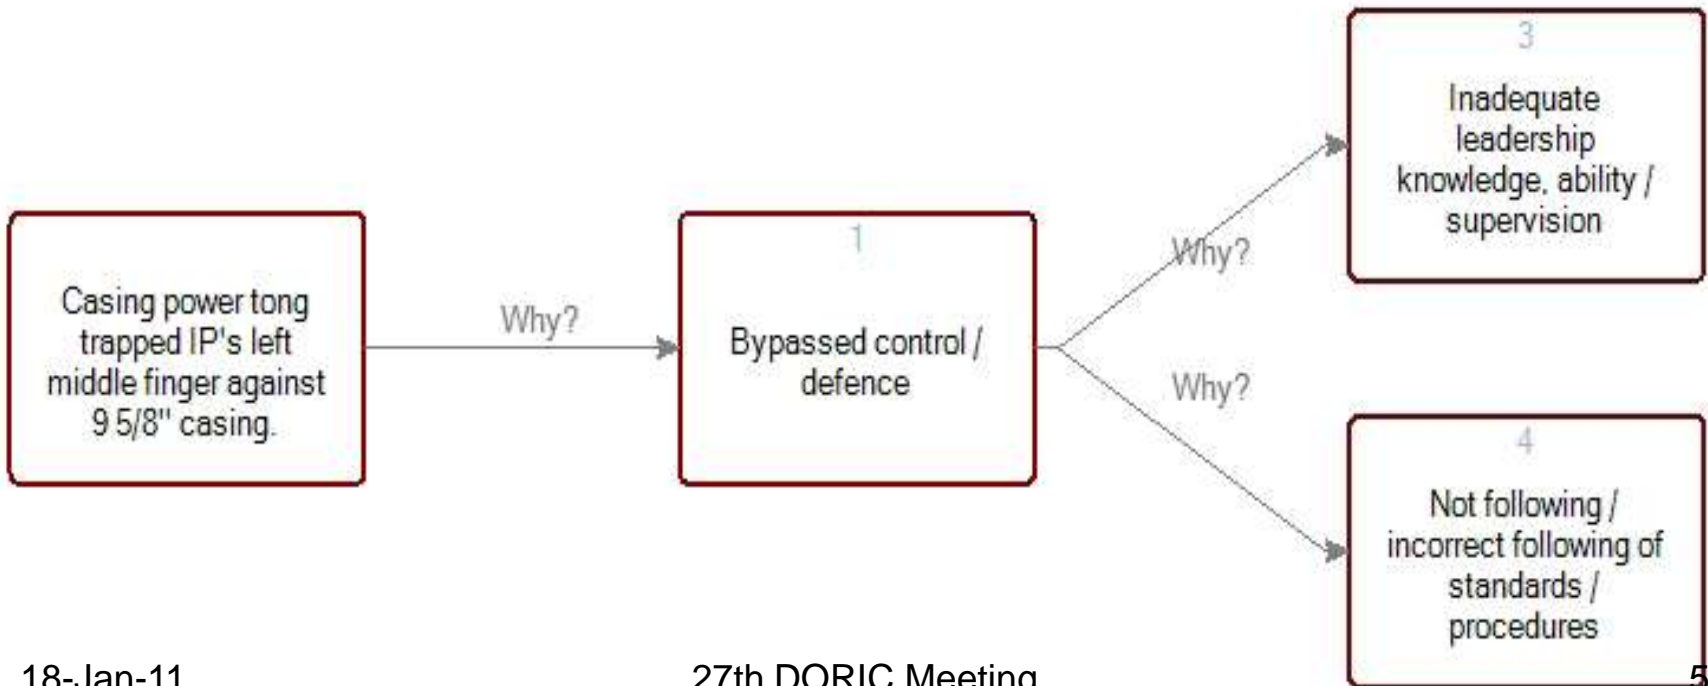 Casing power tong
trapped IP's left
middle finger against
9 5/8" casing.
Why?
1
Bypassed control /
defence
Why?
Why?
3
Inadequate
leadership
knowledge, ability /
supervision
4
Not following /
incorrect following of
standards /
procedures
18-Jan-11
27th DORIC Meeting
5